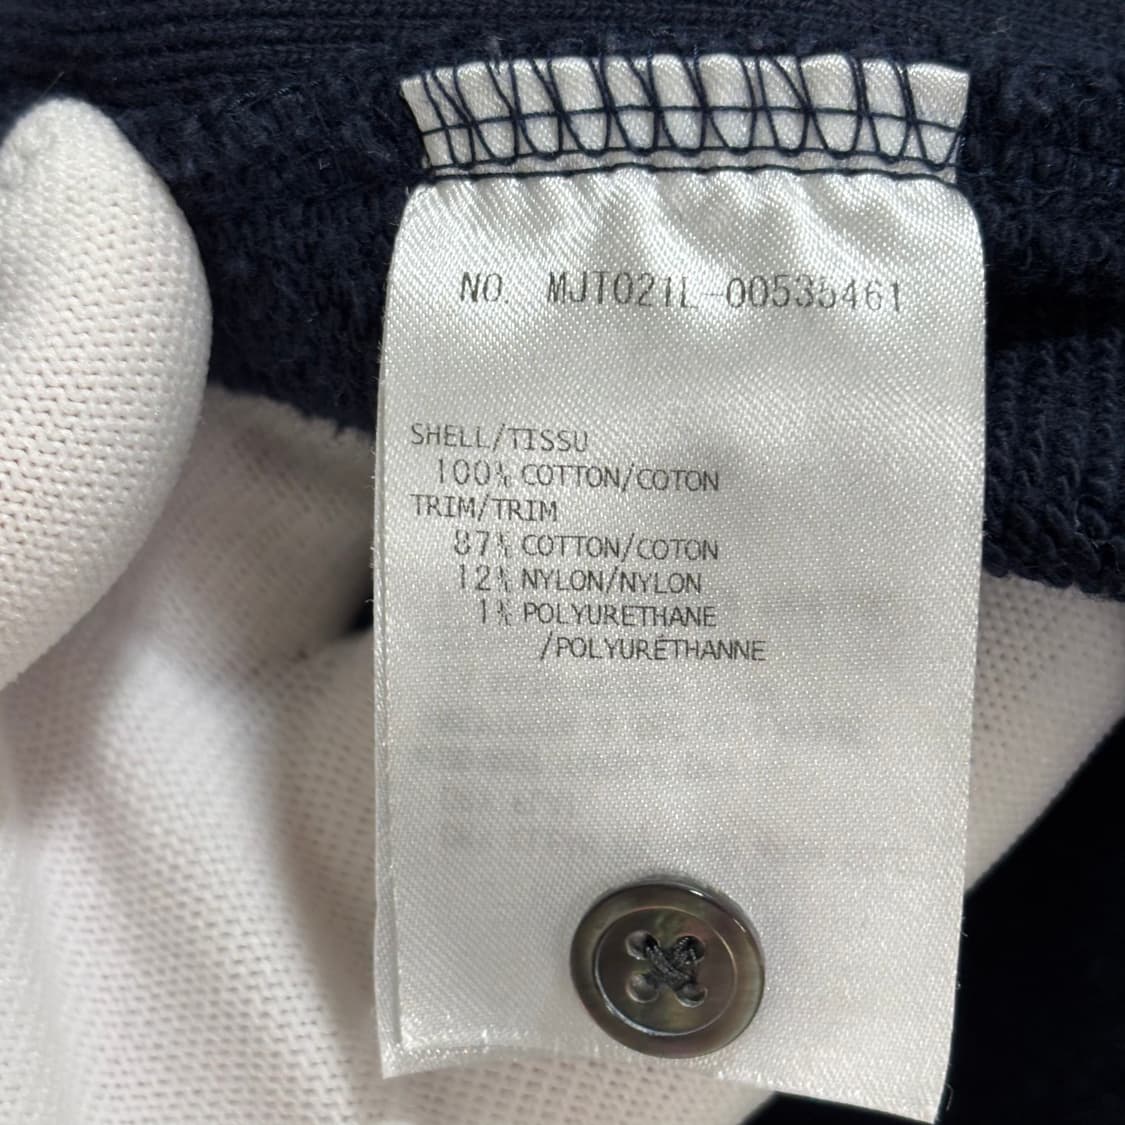 NO. MJT021L-00535461
SHELL/TISSU
100% COTTON/COTON
TRIM/TRIM
87% COTTON/COTON
12% NYLON/NYLON
1% POLYURETHANE
/POLYURÉTHANNE